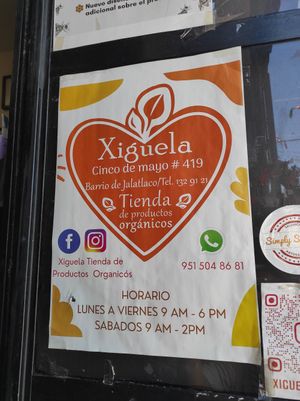 Nuevo
adicional sobre el
Xiguela
Cinco de mayo # 419
Barrio de Jalatlaco/Tel. 132 91 21
Tienda
de productos
orgánicos
Xiguela Tienda de
Productos Organicós
951 504 86 81
HORARIO
LUNES A VIERNES 9 AM - 6 PM
SABADOS 9 AM - 2PM
Simply
XIGUE